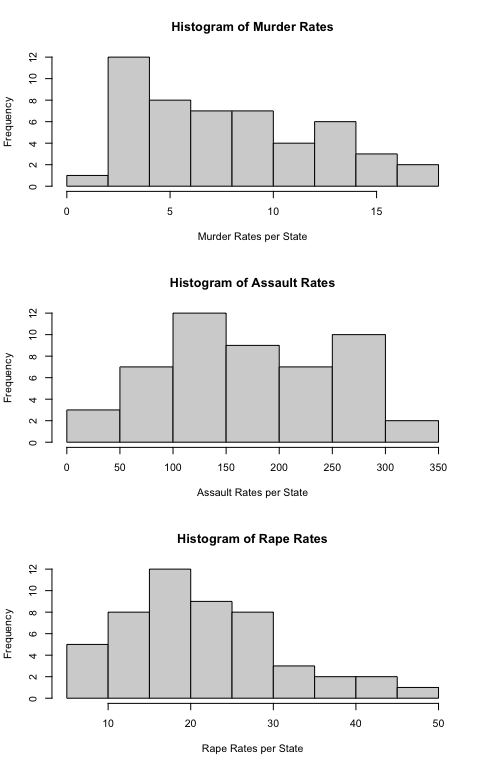 Histogram of Murder Rates
12
10
8
6
4
2
0
Frequency
0 5 10 15
Murder Rates per State
Histogram of Assault Rates
12
10
8
6
4
2
0
Frequency
0 50 100 150 200 250 300 350
Assault Rates per State
Histogram of Rape Rates
12
10
8
6
4
2
0
Frequency
10 20 30 40 50
Rape Rates per State